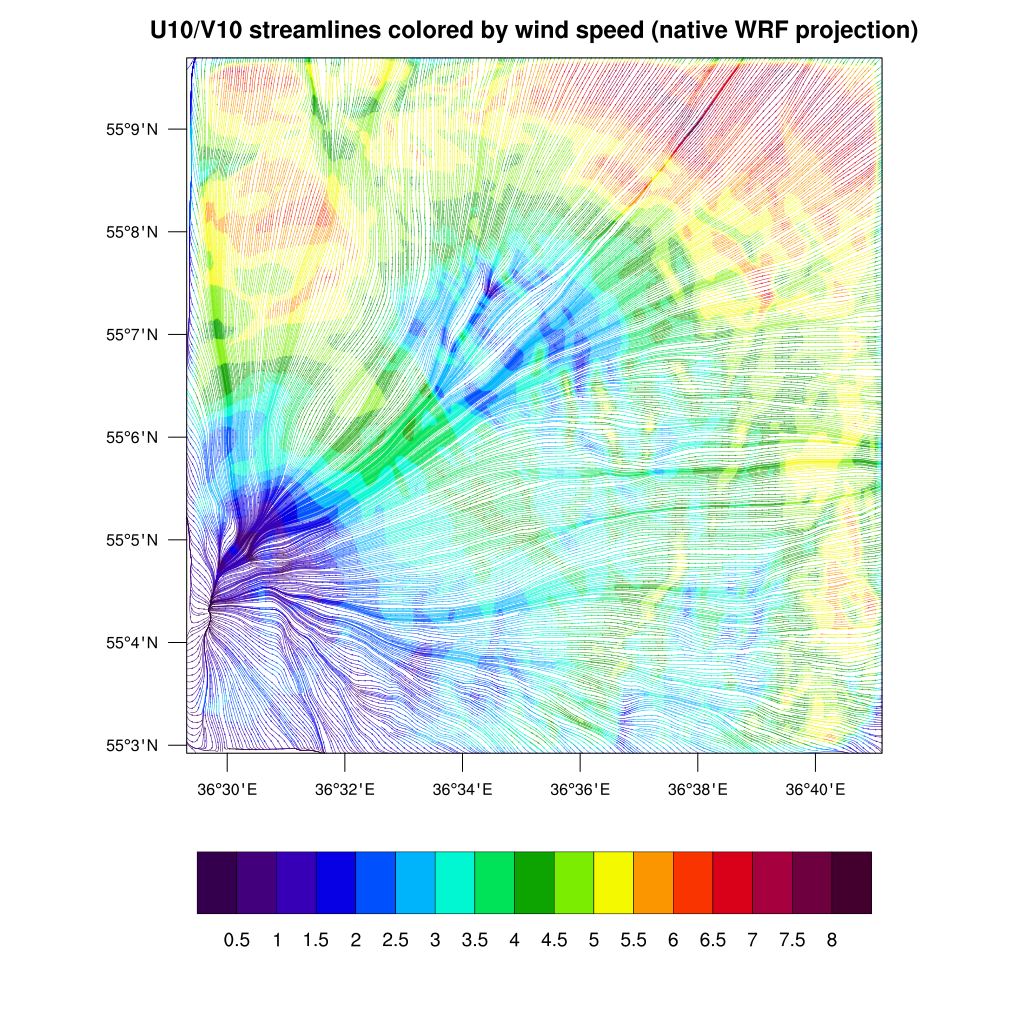 U10/V10 streamlines colored by wind speed (native WRF projection)
55°9'N
55°8'N
55°7'N
55°6'N
55°5'N
55°4'N
55°3'N
36°30'E 36°32'E 36°34'E 36°36'E 36°38'E 36°40'E
0.5 1 1.5 2 2.5 3 3.5 4 4.5 5 5.5 6 6.5 7 7.5 8